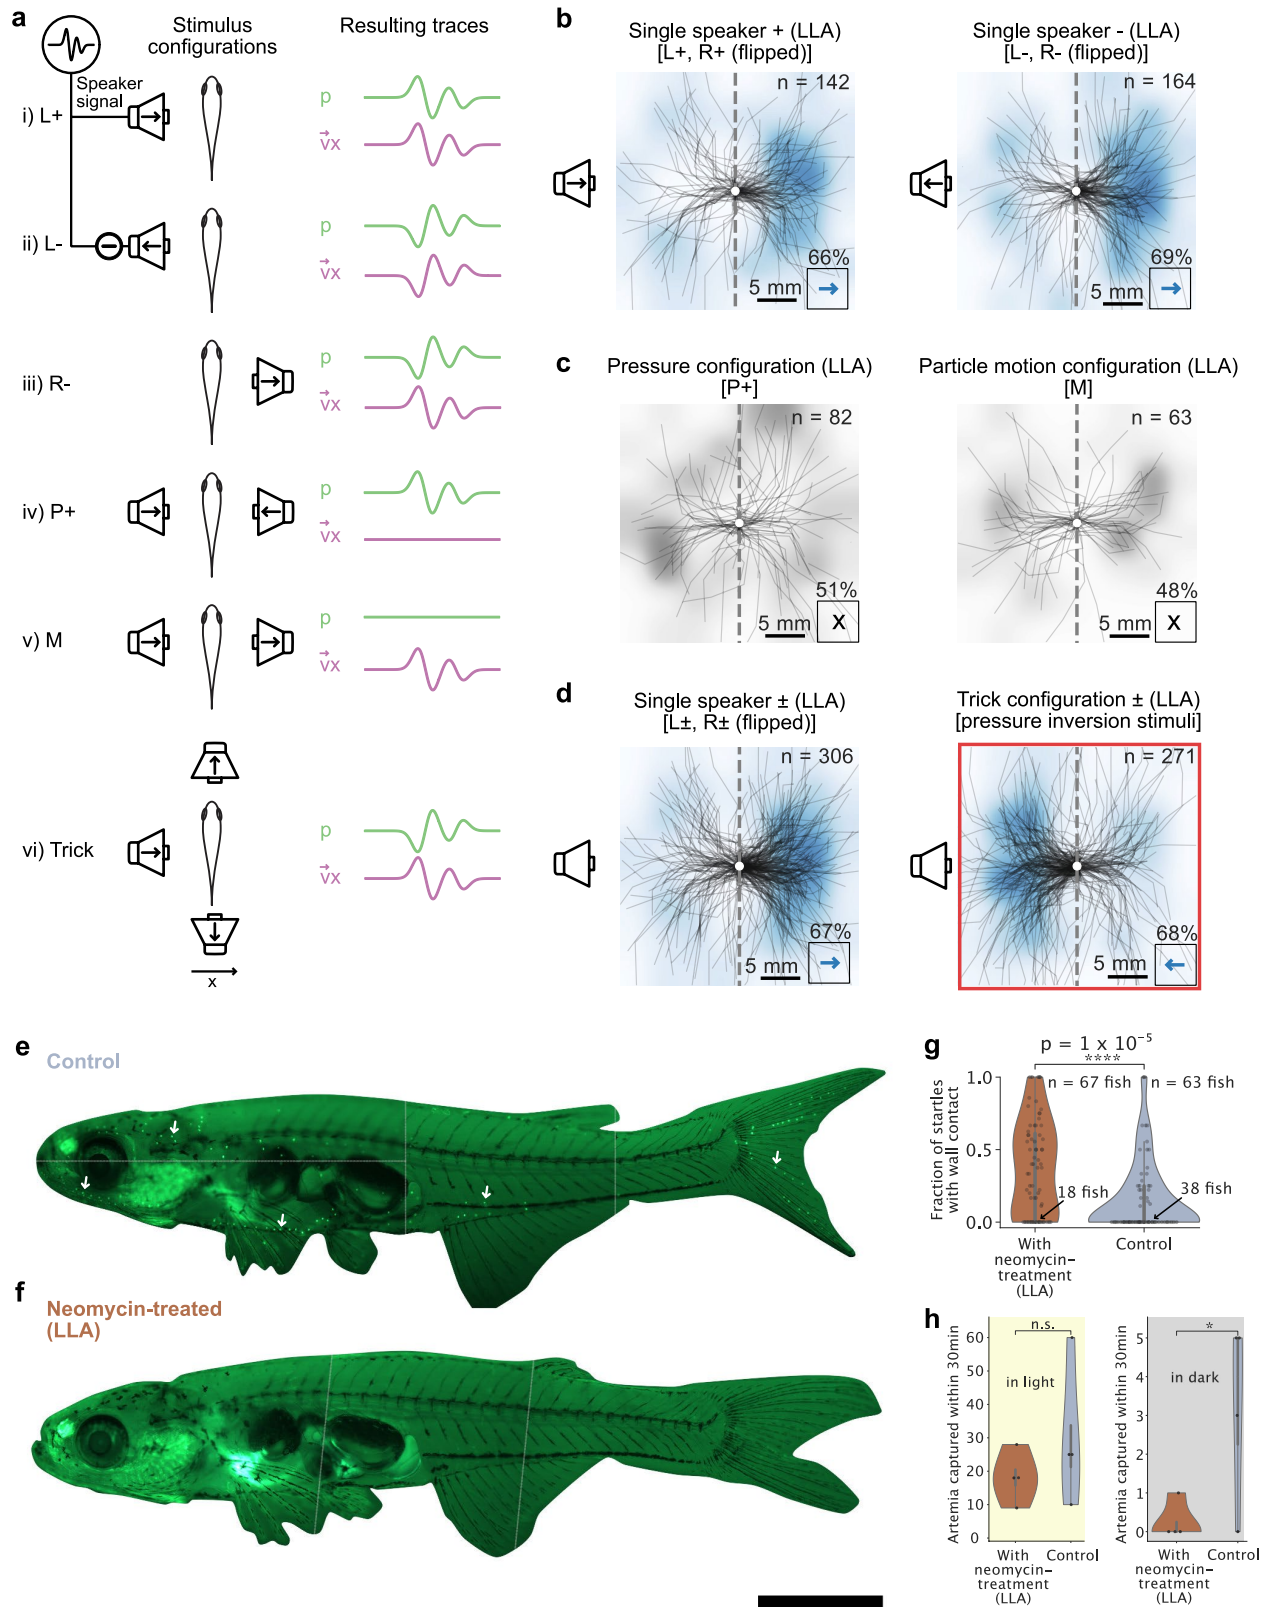 a
Stimulus
configurations
Resulting traces
Speaker
signal
i) L+
p
vx
ii) L-
p
vx
iii) R-
p
vx
iv) P+
p
vx
v) M
p
vx
vi) Trick
p
vx
x
b
Single speaker + (LLA)
[L+, R+ (flipped)]
n = 142
66%
5 mm
Single speaker - (LLA)
[L-, R- (flipped)]
n = 164
69%
5 mm
c
Pressure configuration (LLA)
[P+]
n = 82
51%
5 mm
X
Particle motion configuration (LLA)
[M]
n = 63
48%
5 mm
X
d
Single speaker ± (LLA)
[L±, R± (flipped)]
n = 306
67%
5 mm
Trick configuration ± (LLA)
[pressure inversion stimuli]
n = 271
68%
5 mm
e
Control
f
Neomycin-treated
(LLA)
g
p = 1 x 10⁻⁵
****
n = 67 fish
n = 63 fish
Fraction of startles
with wall contact
1.0
0.5
0.0
18 fish
38 fish
With
neomycin-
treatment
(LLA)
Control
h
n.s.
in light
Artemia captured within 30min
60
50
40
30
20
10
0
With
neomycin-
treatment
(LLA)
Control
*
in dark
Artemia captured within 30min
5
4
3
2
1
0
With
neomycin-
treatment
(LLA)
Control